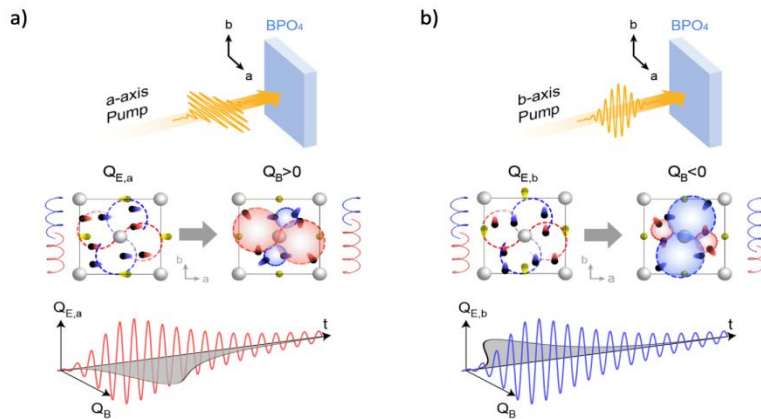 a)
b
a
BPO₄
a-axis
Pump
Q_E,a
Q_B>0
b
a
Q_E,a
t
Q_B
b)
b
a
BPO₄
b-axis
Pump
Q_E,b
Q_B<0
b
a
Q_E,b
t
Q_B